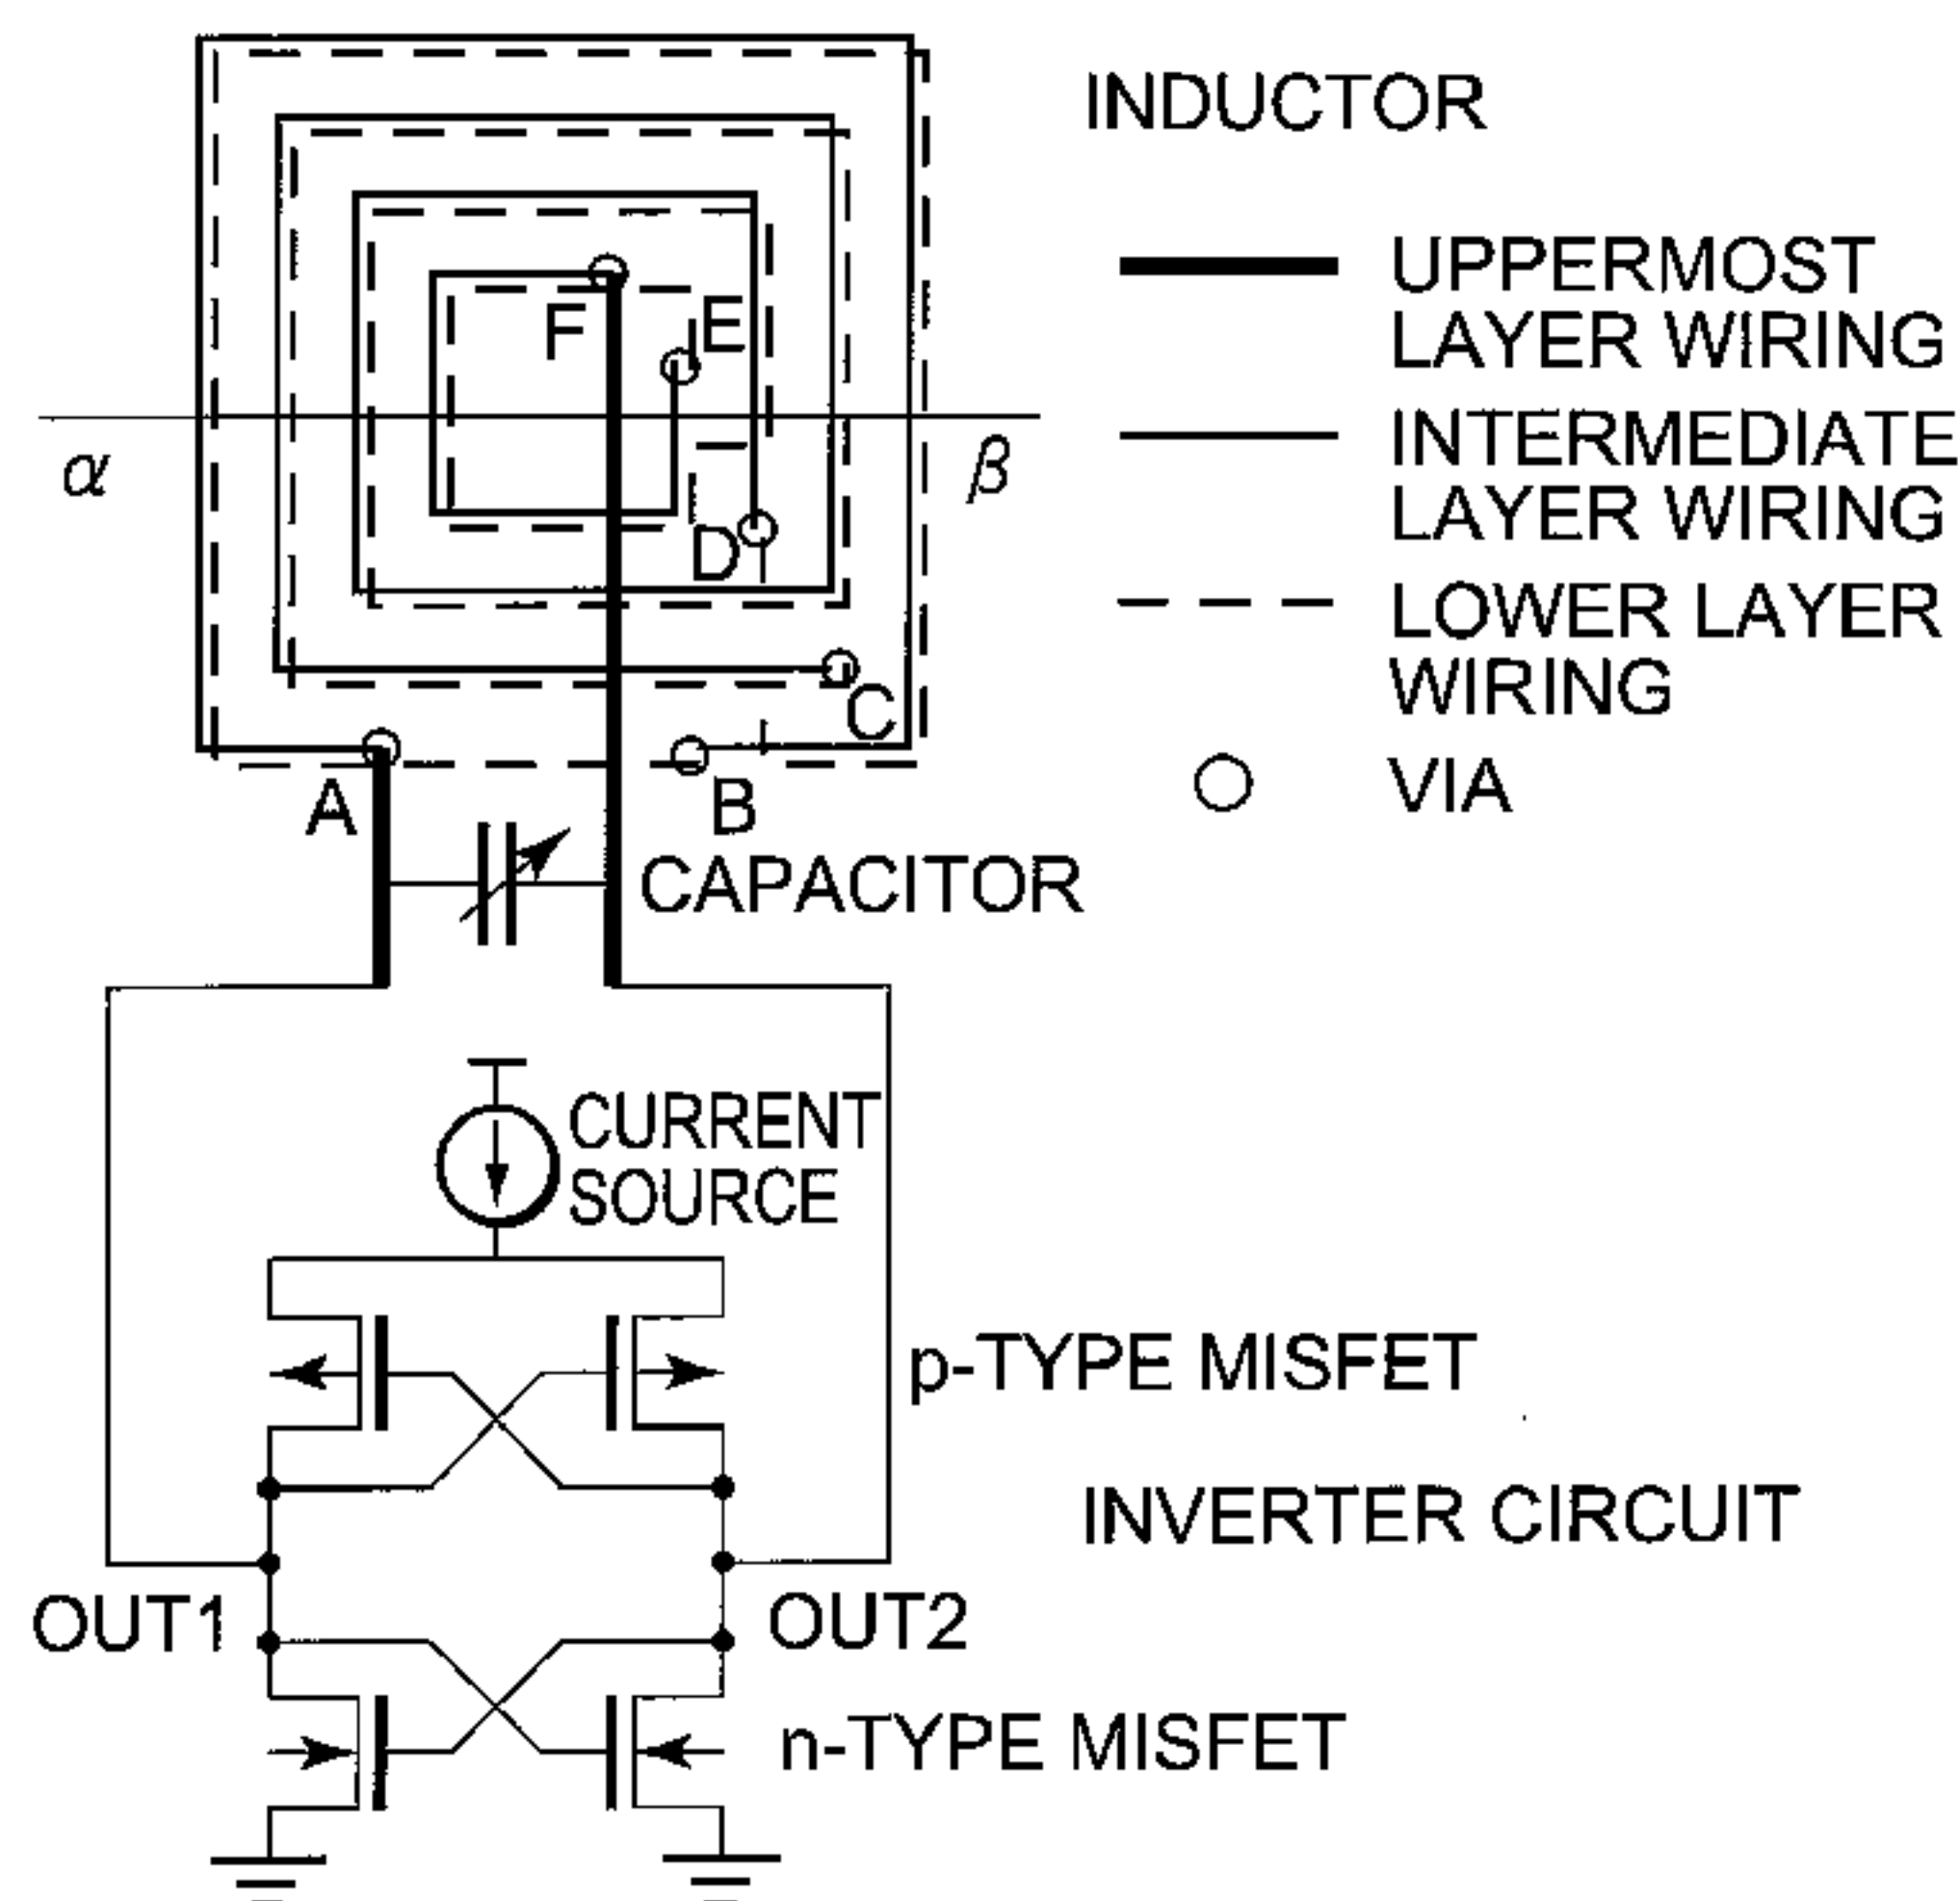 INDUCTOR
UPPERMOST
LAYER WIRING
INTERMEDIATE
LAYER WIRING
LOWER LAYER
WIRING
VIA
F
E
α
β
D
C
A
B
CAPACITOR
CURRENT
SOURCE
p-TYPE MISFET
INVERTER CIRCUIT
OUT1
OUT2
n-TYPE MISFET